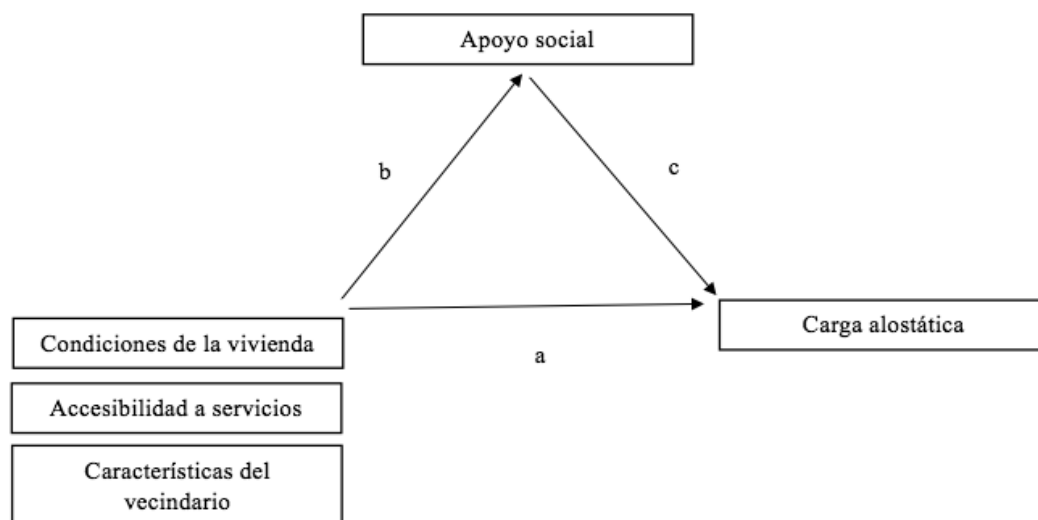 Apoyo social
b
c
Condiciones de la vivienda
Carga alostática
a
Accesibilidad a servicios
Características del
vecindario